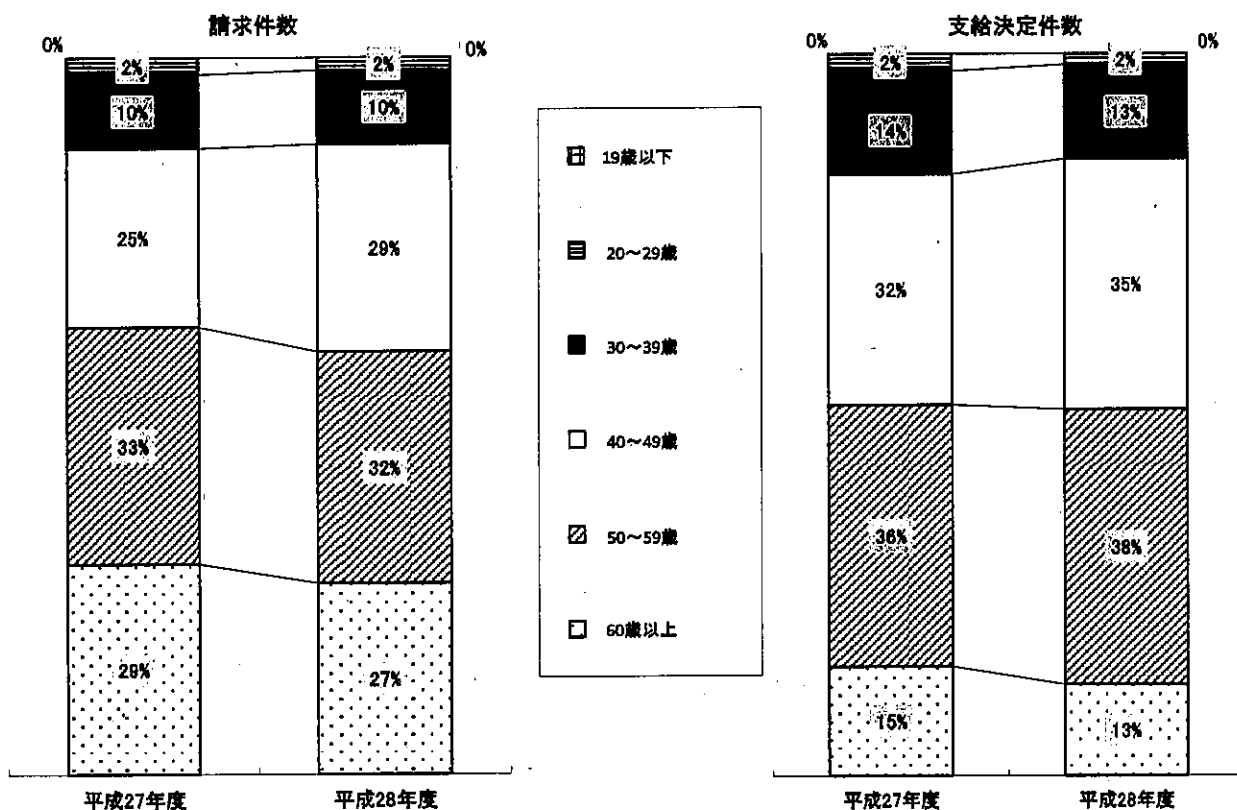 請求件数
0%
0%
2%
2%
10%
10%
25%
29%
33%
32%
29%
27%
平成27年度
平成28年度
19歳以下
20～29歳
30～39歳
40～49歳
50～59歳
60歳以上
支給決定件数
0%
0%
2%
2%
14%
13%
32%
35%
36%
38%
15%
13%
平成27年度
平成28年度